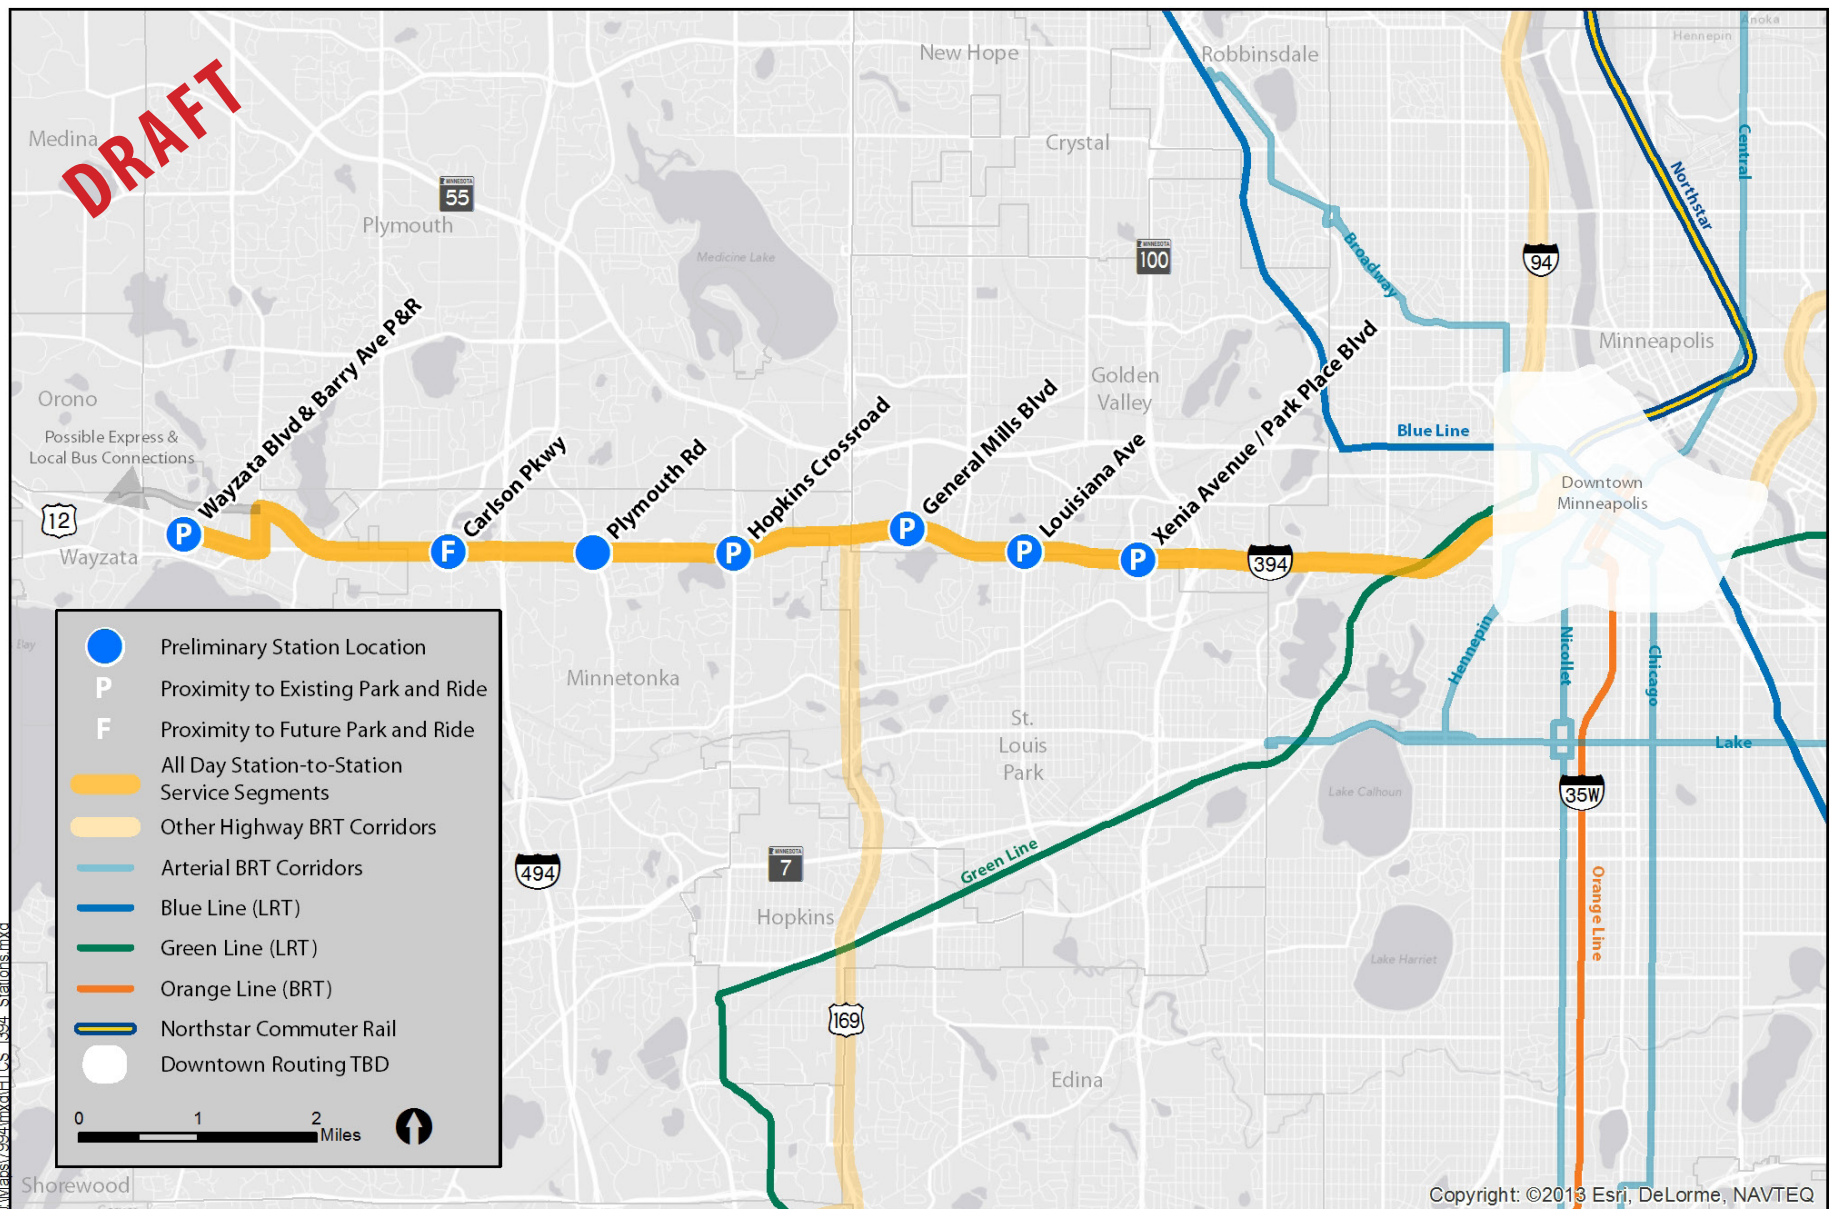 DRAFT
Medina
New Hope
Robbinsdale
Anoka
Hennepin
Crystal
Central
MINNESOTA
55
Plymouth
Northstar
Medicine Lake
MINNESOTA
100
Broadway
94
Minneapolis
Orono
Golden
Valley
Possible Express &
Local Bus Connections
Wayzata Blvd & Barry Ave P&R
Carlson Pkwy
Plymouth Rd
Hopkins Crossroad
General Mills Blvd
Louisiana Ave
Xenia Avenue / Park Place Blvd
Blue Line
Downtown
Minneapolis
12
Wayzata
P
F
P
P
P
P
394
Bay
Minnetonka
St.
Louis
Park
Hennepin
Nicollet
Chicago
Lake
Lake Calhoun
35W
494
MINNESOTA
7
Green Line
Hopkins
Orange Line
Lake Harriet
169
Edina
Shorewood
Preliminary Station Location
P Proximity to Existing Park and Ride
F Proximity to Future Park and Ride
All Day Station-to-Station
Service Segments
Other Highway BRT Corridors
Arterial BRT Corridors
Blue Line (LRT)
Green Line (LRT)
Orange Line (BRT)
Northstar Commuter Rail
Downtown Routing TBD
0 1 2
Miles
Copyright: ©2013 Esri, DeLorme, NAVTEQ